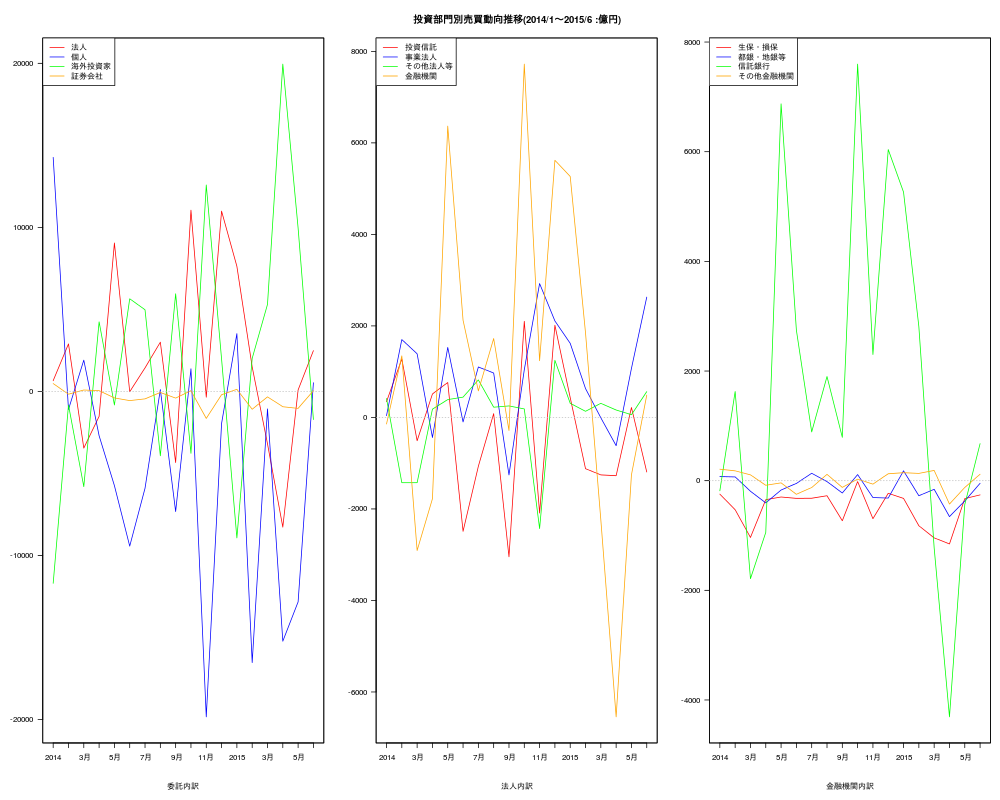 投資部門別売買動向推移(2014/1～2015/6 :億円)
法人
個人
海外投資家
証券会社
20000
10000
0
-10000
-20000
2014 3月 5月 7月 9月 11月 2015 3月 5月
委託内訳
投資信託
事業法人
その他法人等
金融機関
8000
6000
4000
2000
0
-2000
-4000
-6000
2014 3月 5月 7月 9月 11月 2015 3月 5月
法人内訳
生保・損保
都銀・地銀等
信託銀行
その他金融機関
8000
6000
4000
2000
0
-2000
-4000
2014 3月 5月 7月 9月 11月 2015 3月 5月
金融機関内訳